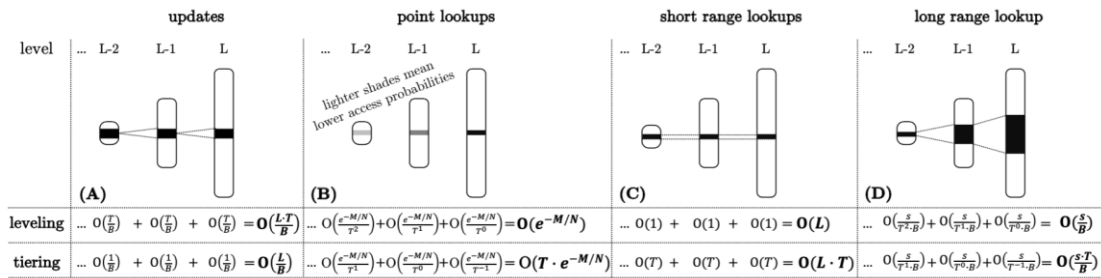 updates point lookups short range lookups long range lookup
level ... L-2 L-1 L ... L-2 L-1 L ... L-2 L-1 L ... L-2 L-1 L
lighter shades mean
lower access probabilities
(A) (B) (C) (D)
leveling ... O(T/B) + O(T/B) + O(T/B) = O(L·T/B) ... O(e^{-M/N}/T^2) + O(e^{-M/N}/T^1) + O(e^{-M/N}/T^0) = O(e^{-M/N}) ... O(1) + O(1) + O(1) = O(L) ... O(s/T^2·B) + O(s/T^1·B) + O(s/T^0·B) = O(s/B)
tiering ... O(1/B) + O(1/B) + O(1/B) = O(L/B) ... O(e^{-M/N}/T^1) + O(e^{-M/N}/T^0) + O(e^{-M/N}/T^{-1}) = O(T · e^{-M/N}) ... O(T) + O(T) + O(T) = O(L · T) ... O(s/T^1·B) + O(s/T^0·B) + O(s/T^{-1}·B) = O(s·T/B)